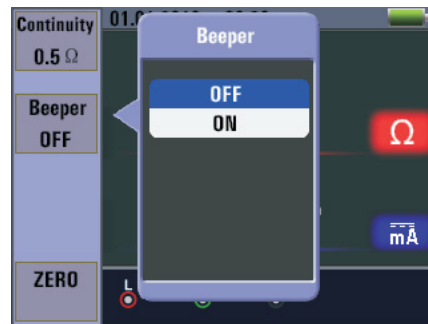 Continuity
0.5 Ω
Beeper
OFF
ZERO
Beeper
OFF
ON
Ω
mA
L